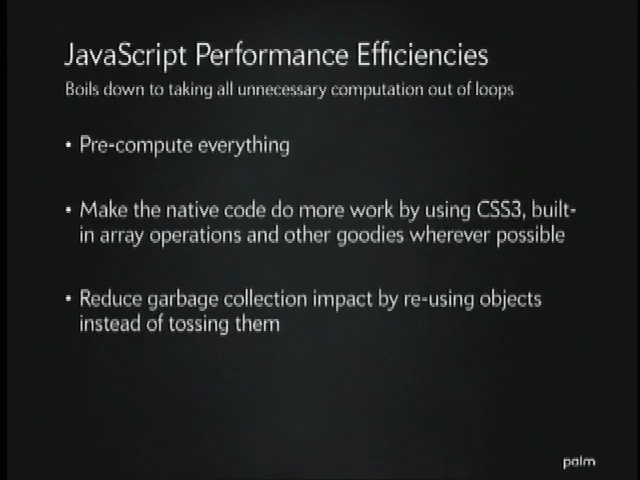 JavaScript Performance Efficiencies
Boils down to taking all unnecessary computation out of loops
• Pre-compute everything
• Make the native code do more work by using CSS3, built-
in array operations and other goodies wherever possible
• Reduce garbage collection impact by re-using objects
instead of tossing them
palm